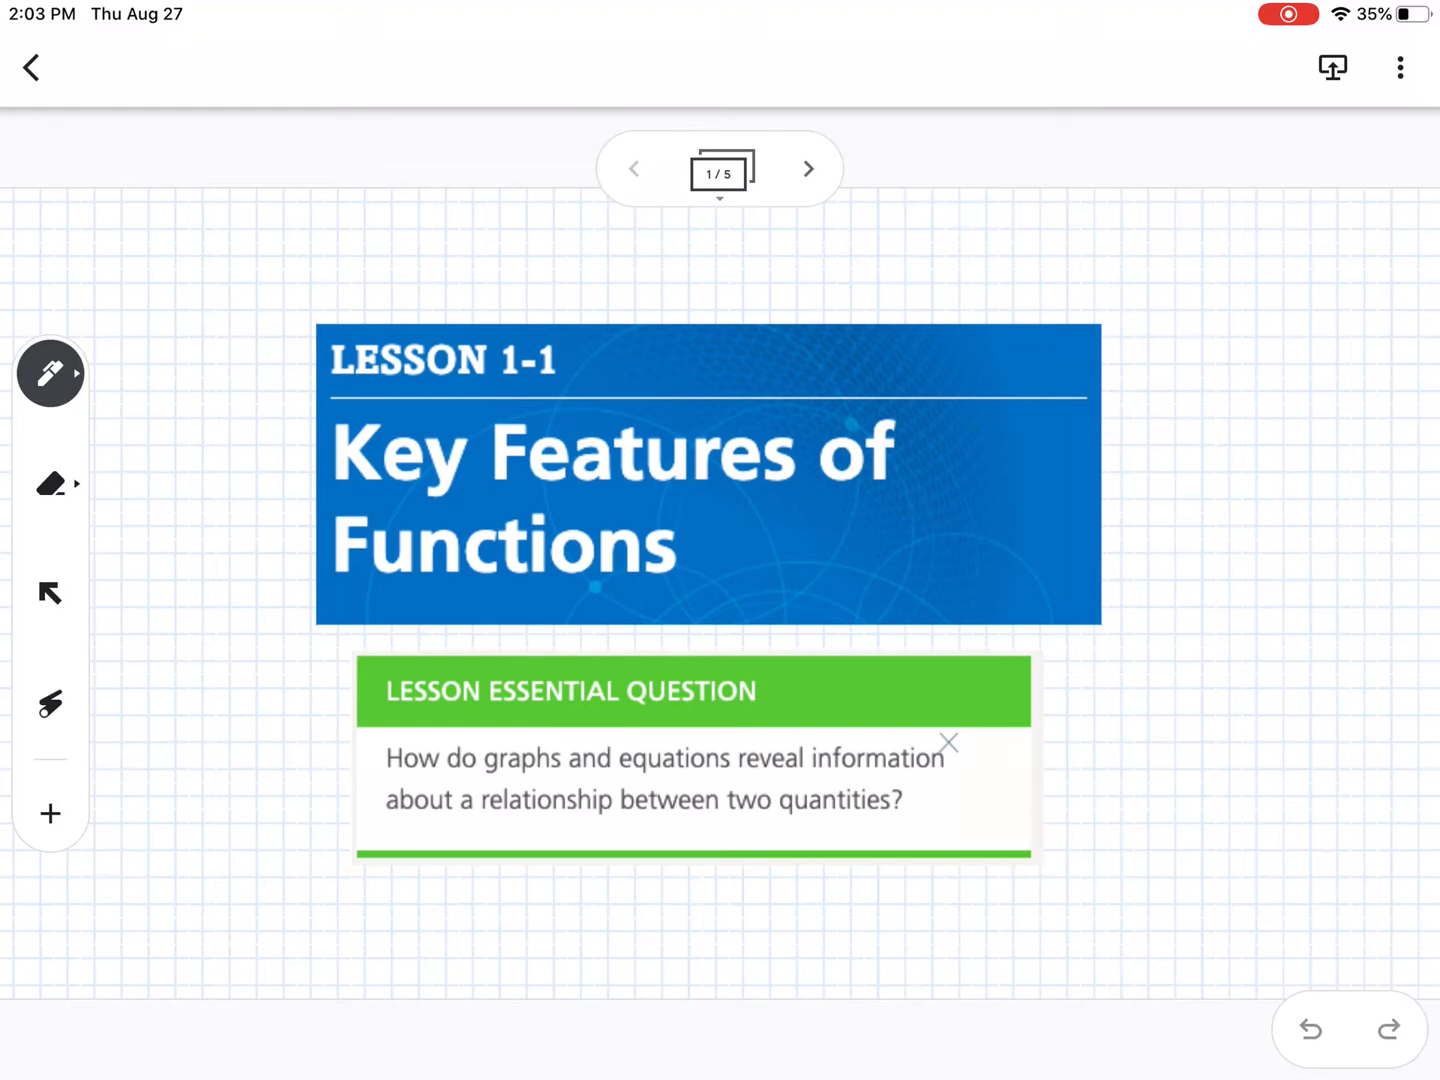 2:03 PM Thu Aug 27
35%
1 / 5
LESSON 1-1
Key Features of
Functions
LESSON ESSENTIAL QUESTION
How do graphs and equations reveal information
about a relationship between two quantities?